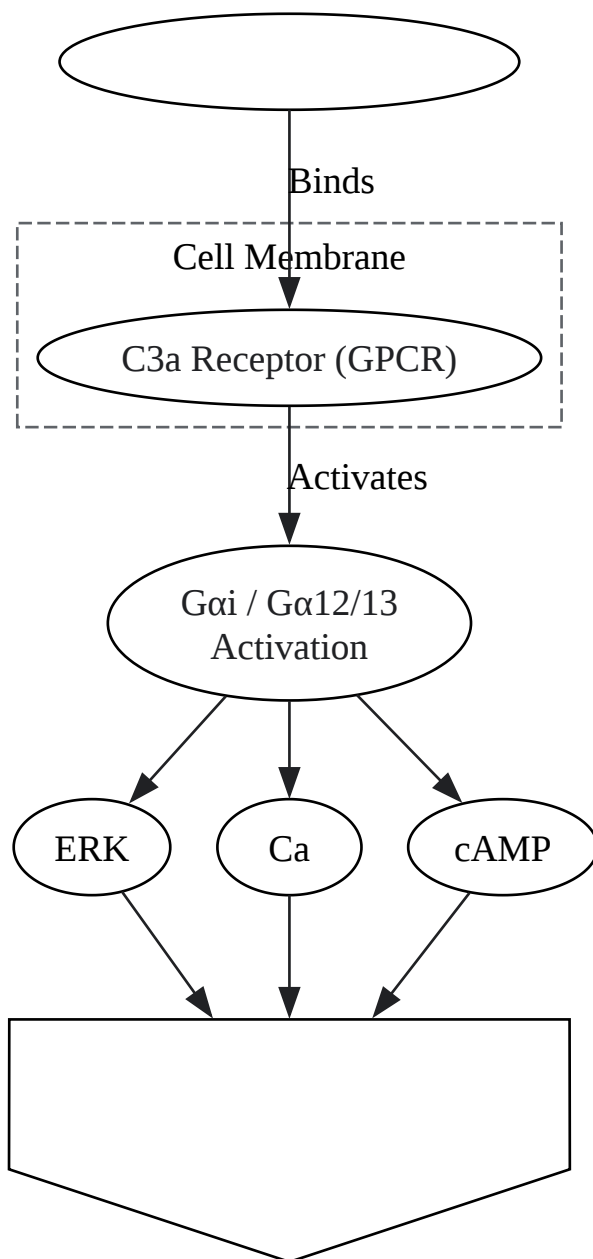 Binds
Cell Membrane
C3a Receptor (GPCR)
Activates
Gαi / Gα12/13
Activation
ERK
Ca
cAMP